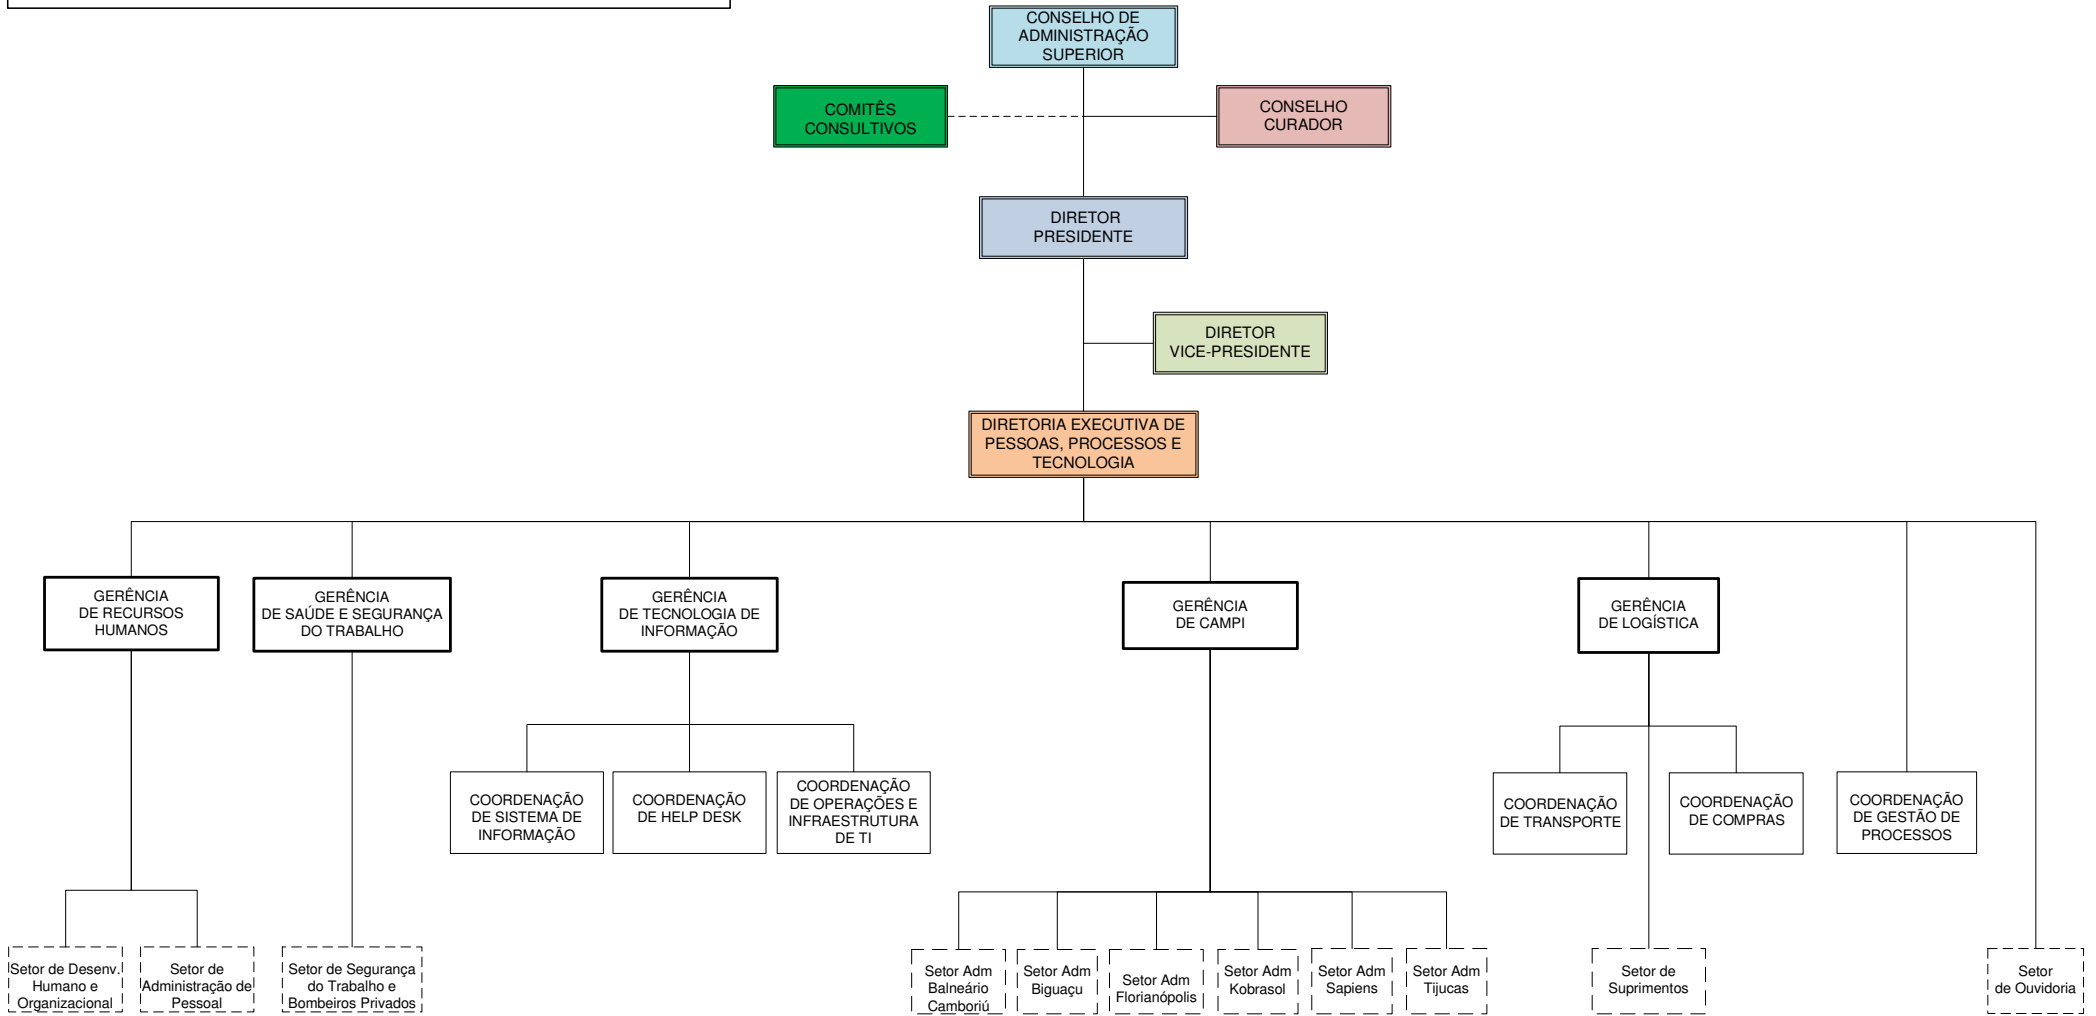 CONSELHO DE
ADMINISTRAÇÃO
SUPERIOR
COMITÊS
CONSULTIVOS
CONSELHO
CURADOR
DIRETOR
PRESIDENTE
DIRETOR
VICE-PRESIDENTE
DIRETORIA EXECUTIVA DE
PESSOAS, PROCESSOS E
TECNOLOGIA
GERÊNCIA
DE RECURSOS
HUMANOS
GERÊNCIA
DE SAÚDE E SEGURANÇA
DO TRABALHO
GERÊNCIA
DE TECNOLOGIA DE
INFORMAÇÃO
GERÊNCIA
DE CAMPI
GERÊNCIA
DE LOGÍSTICA
COORDENAÇÃO
DE SISTEMA DE
INFORMAÇÃO
COORDENAÇÃO
DE HELP DESK
COORDENAÇÃO
DE OPERAÇÕES E
INFRAESTRUTURA
DE TI
COORDENAÇÃO
DE TRANSPORTE
COORDENAÇÃO
DE COMPRAS
COORDENAÇÃO
DE GESTÃO DE
PROCESSOS
Setor de Desenv.
Humano e
Organizacional
Setor de
Administração de
Pessoal
Setor de Segurança
do Trabalho e
Bombeiros Privados
Setor Adm
Balneário
Camboriú
Setor Adm
Biguaçu
Setor Adm
Florianópolis
Setor Adm
Kobrasol
Setor Adm
Sapiens
Setor Adm
Tijucas
Setor de
Suprimentos
Setor
de Ouvidoria